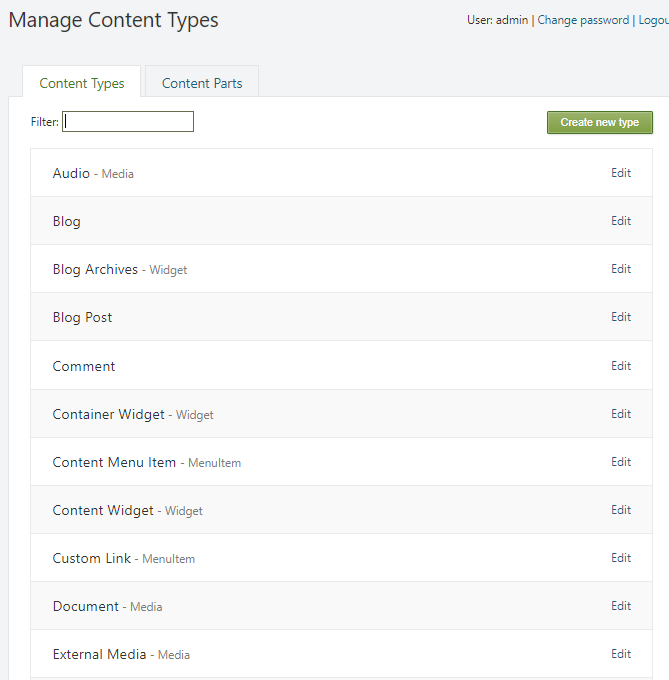 Manage Content Types
User: admin | Change password | Logou
Content Types
Content Parts
Filter:
Create new type
Audio - Media Edit
Blog Edit
Blog Archives - Widget Edit
Blog Post Edit
Comment Edit
Container Widget - Widget Edit
Content Menu Item - MenuItem Edit
Content Widget - Widget Edit
Custom Link - MenuItem Edit
Document - Media Edit
External Media - Media Edit